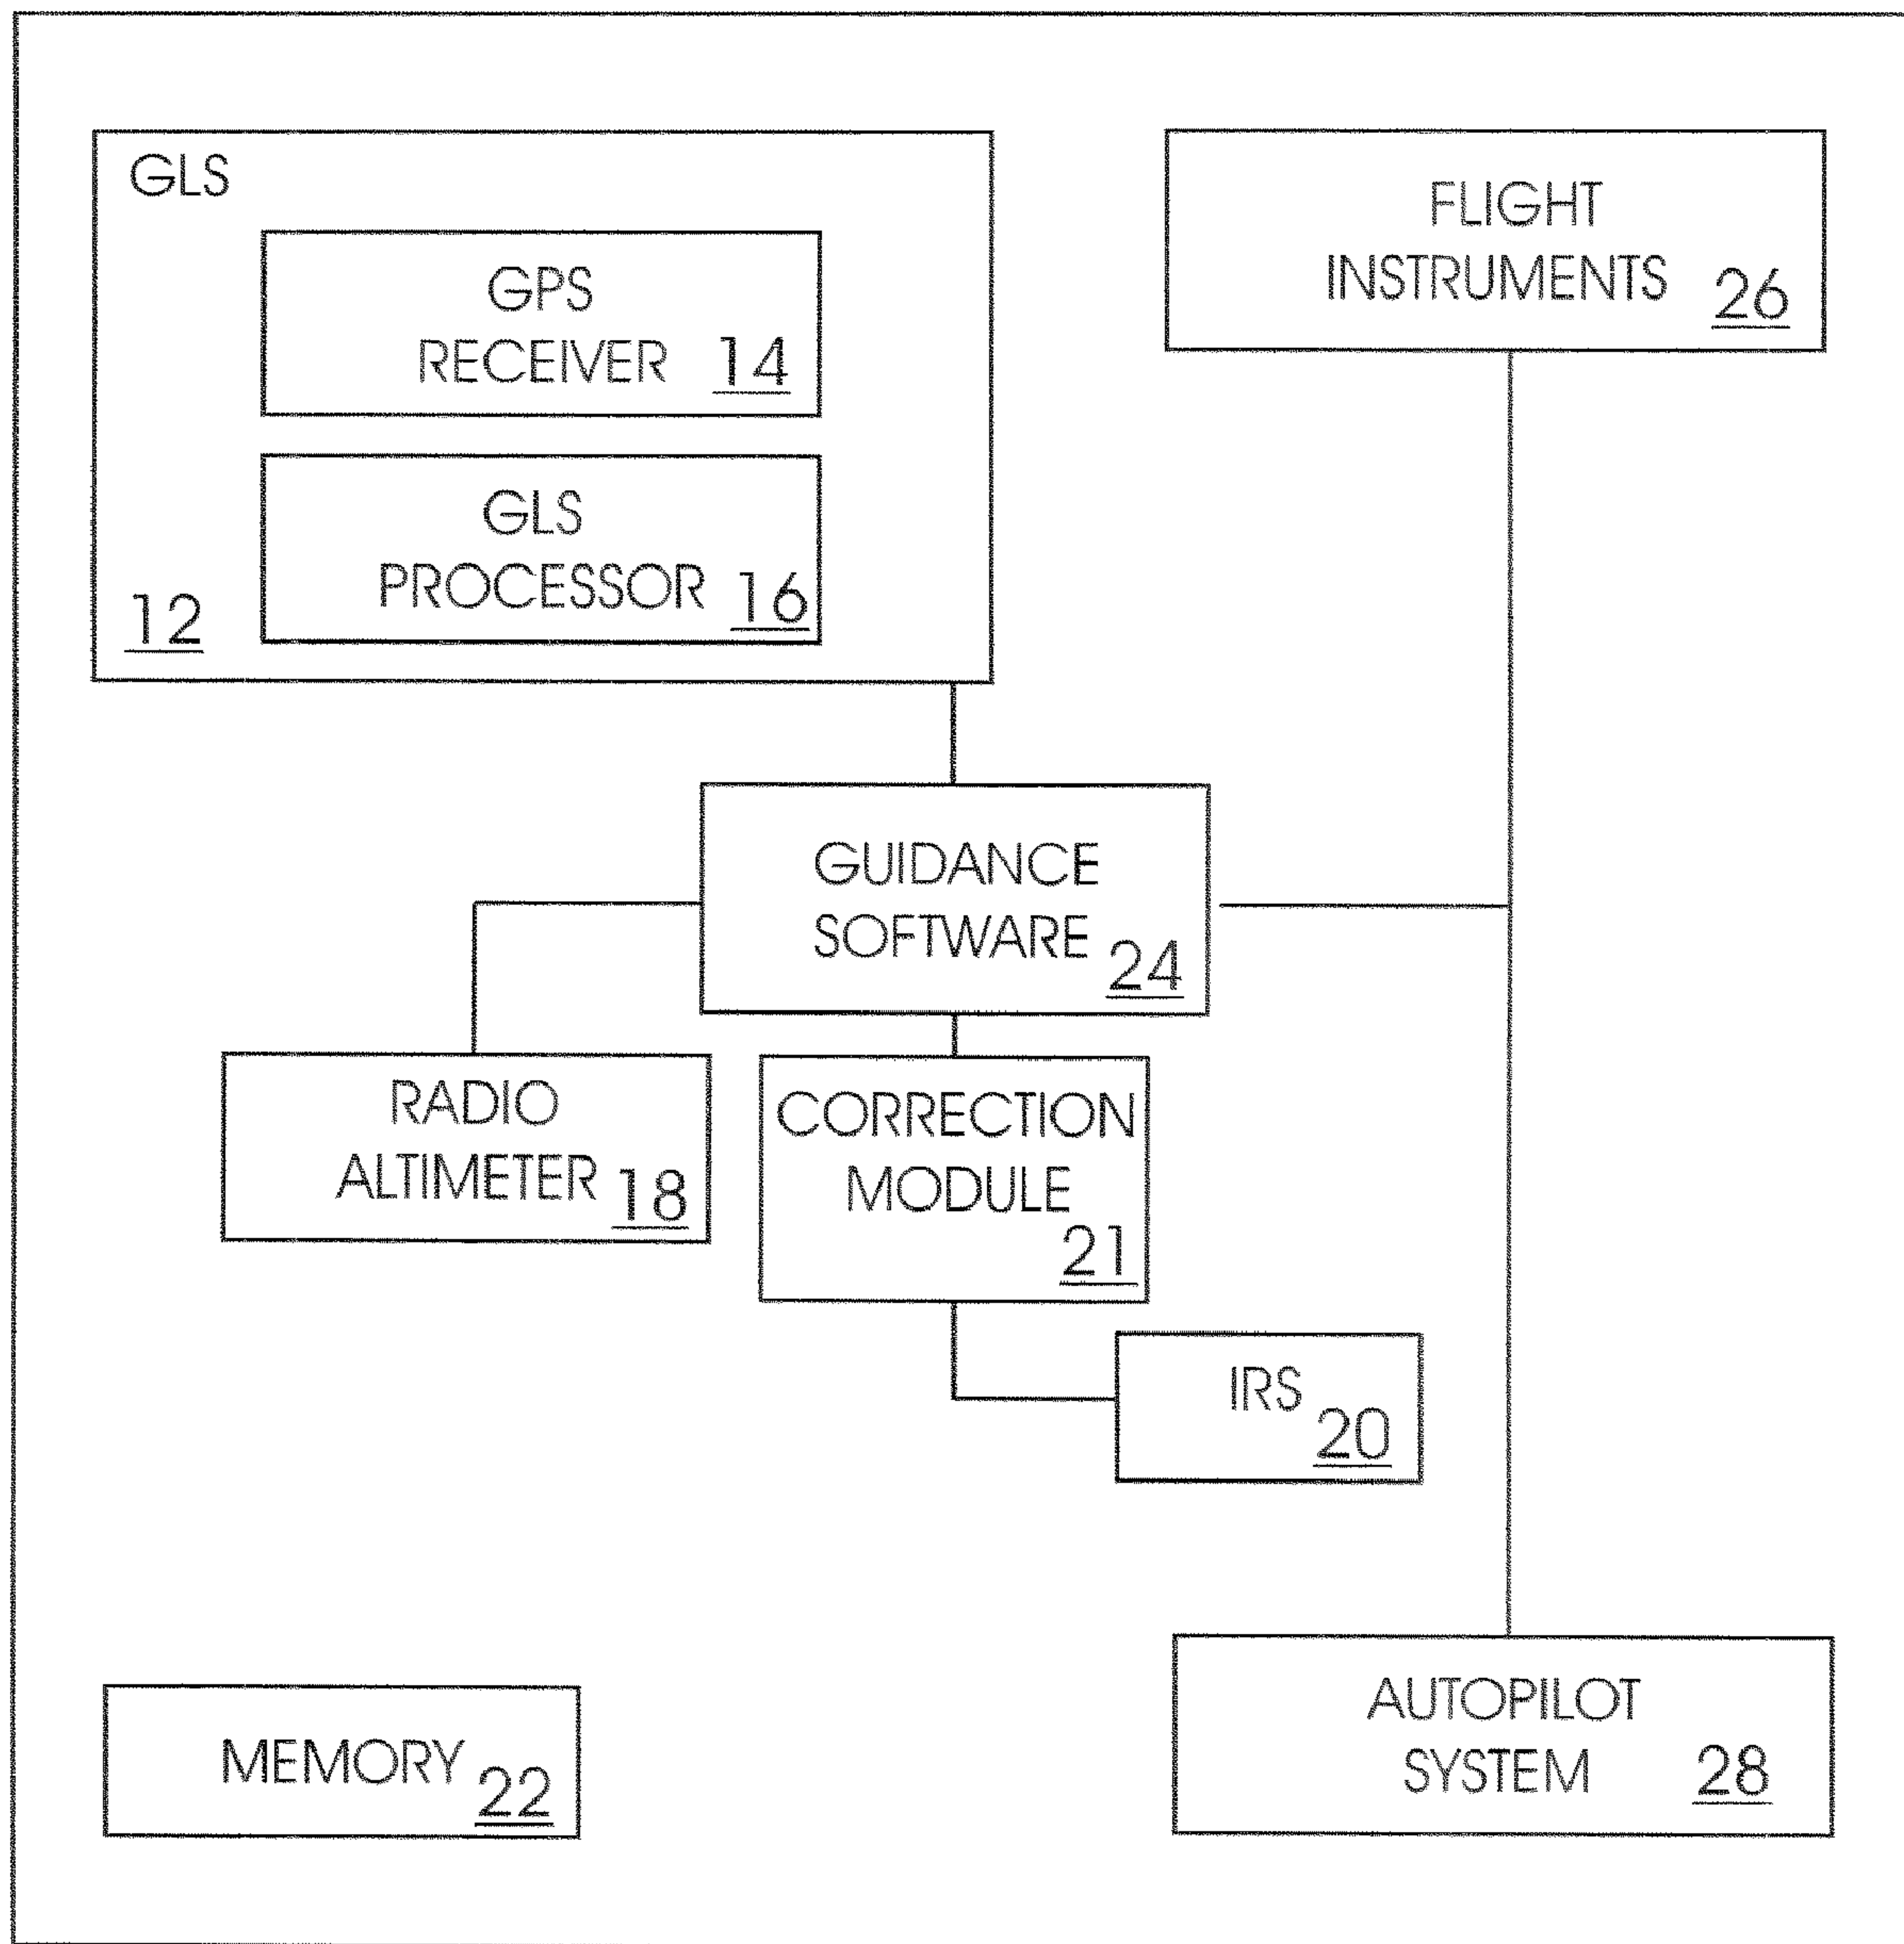 GLS
GPS
RECEIVER 14
GLS
PROCESSOR 16
12
FLIGHT
INSTRUMENTS 26
GUIDANCE
SOFTWARE 24
RADIO
ALTIMETER 18
CORRECTION
MODULE
21
IRS
20
MEMORY 22
AUTOPILOT
SYSTEM 28